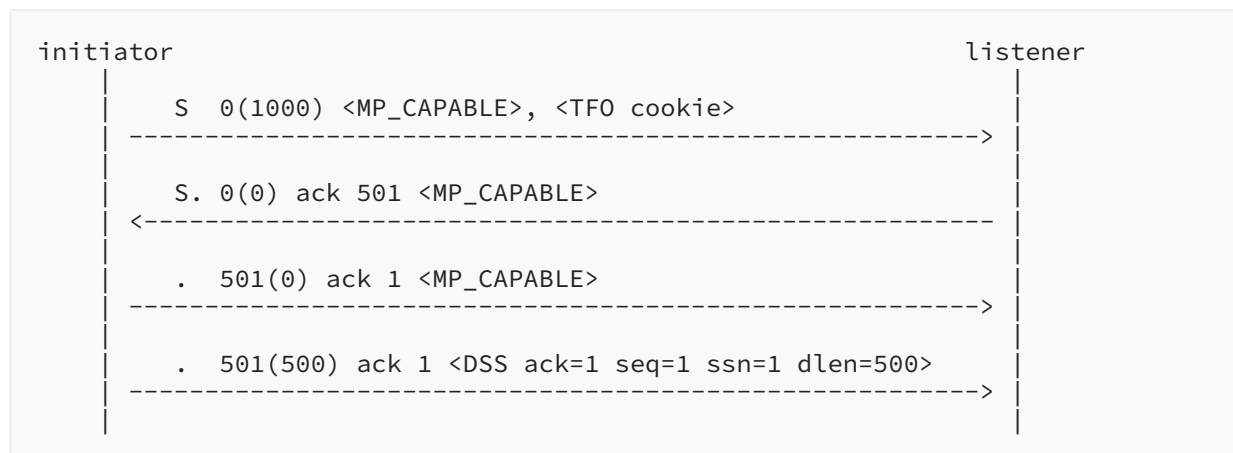 initiator listener
S 0(1000) <MP_CAPABLE>, <TFO cookie>
S. 0(0) ack 501 <MP_CAPABLE>
. 501(0) ack 1 <MP_CAPABLE>
. 501(500) ack 1 <DSS ack=1 seq=1 ssn=1 dlen=500>